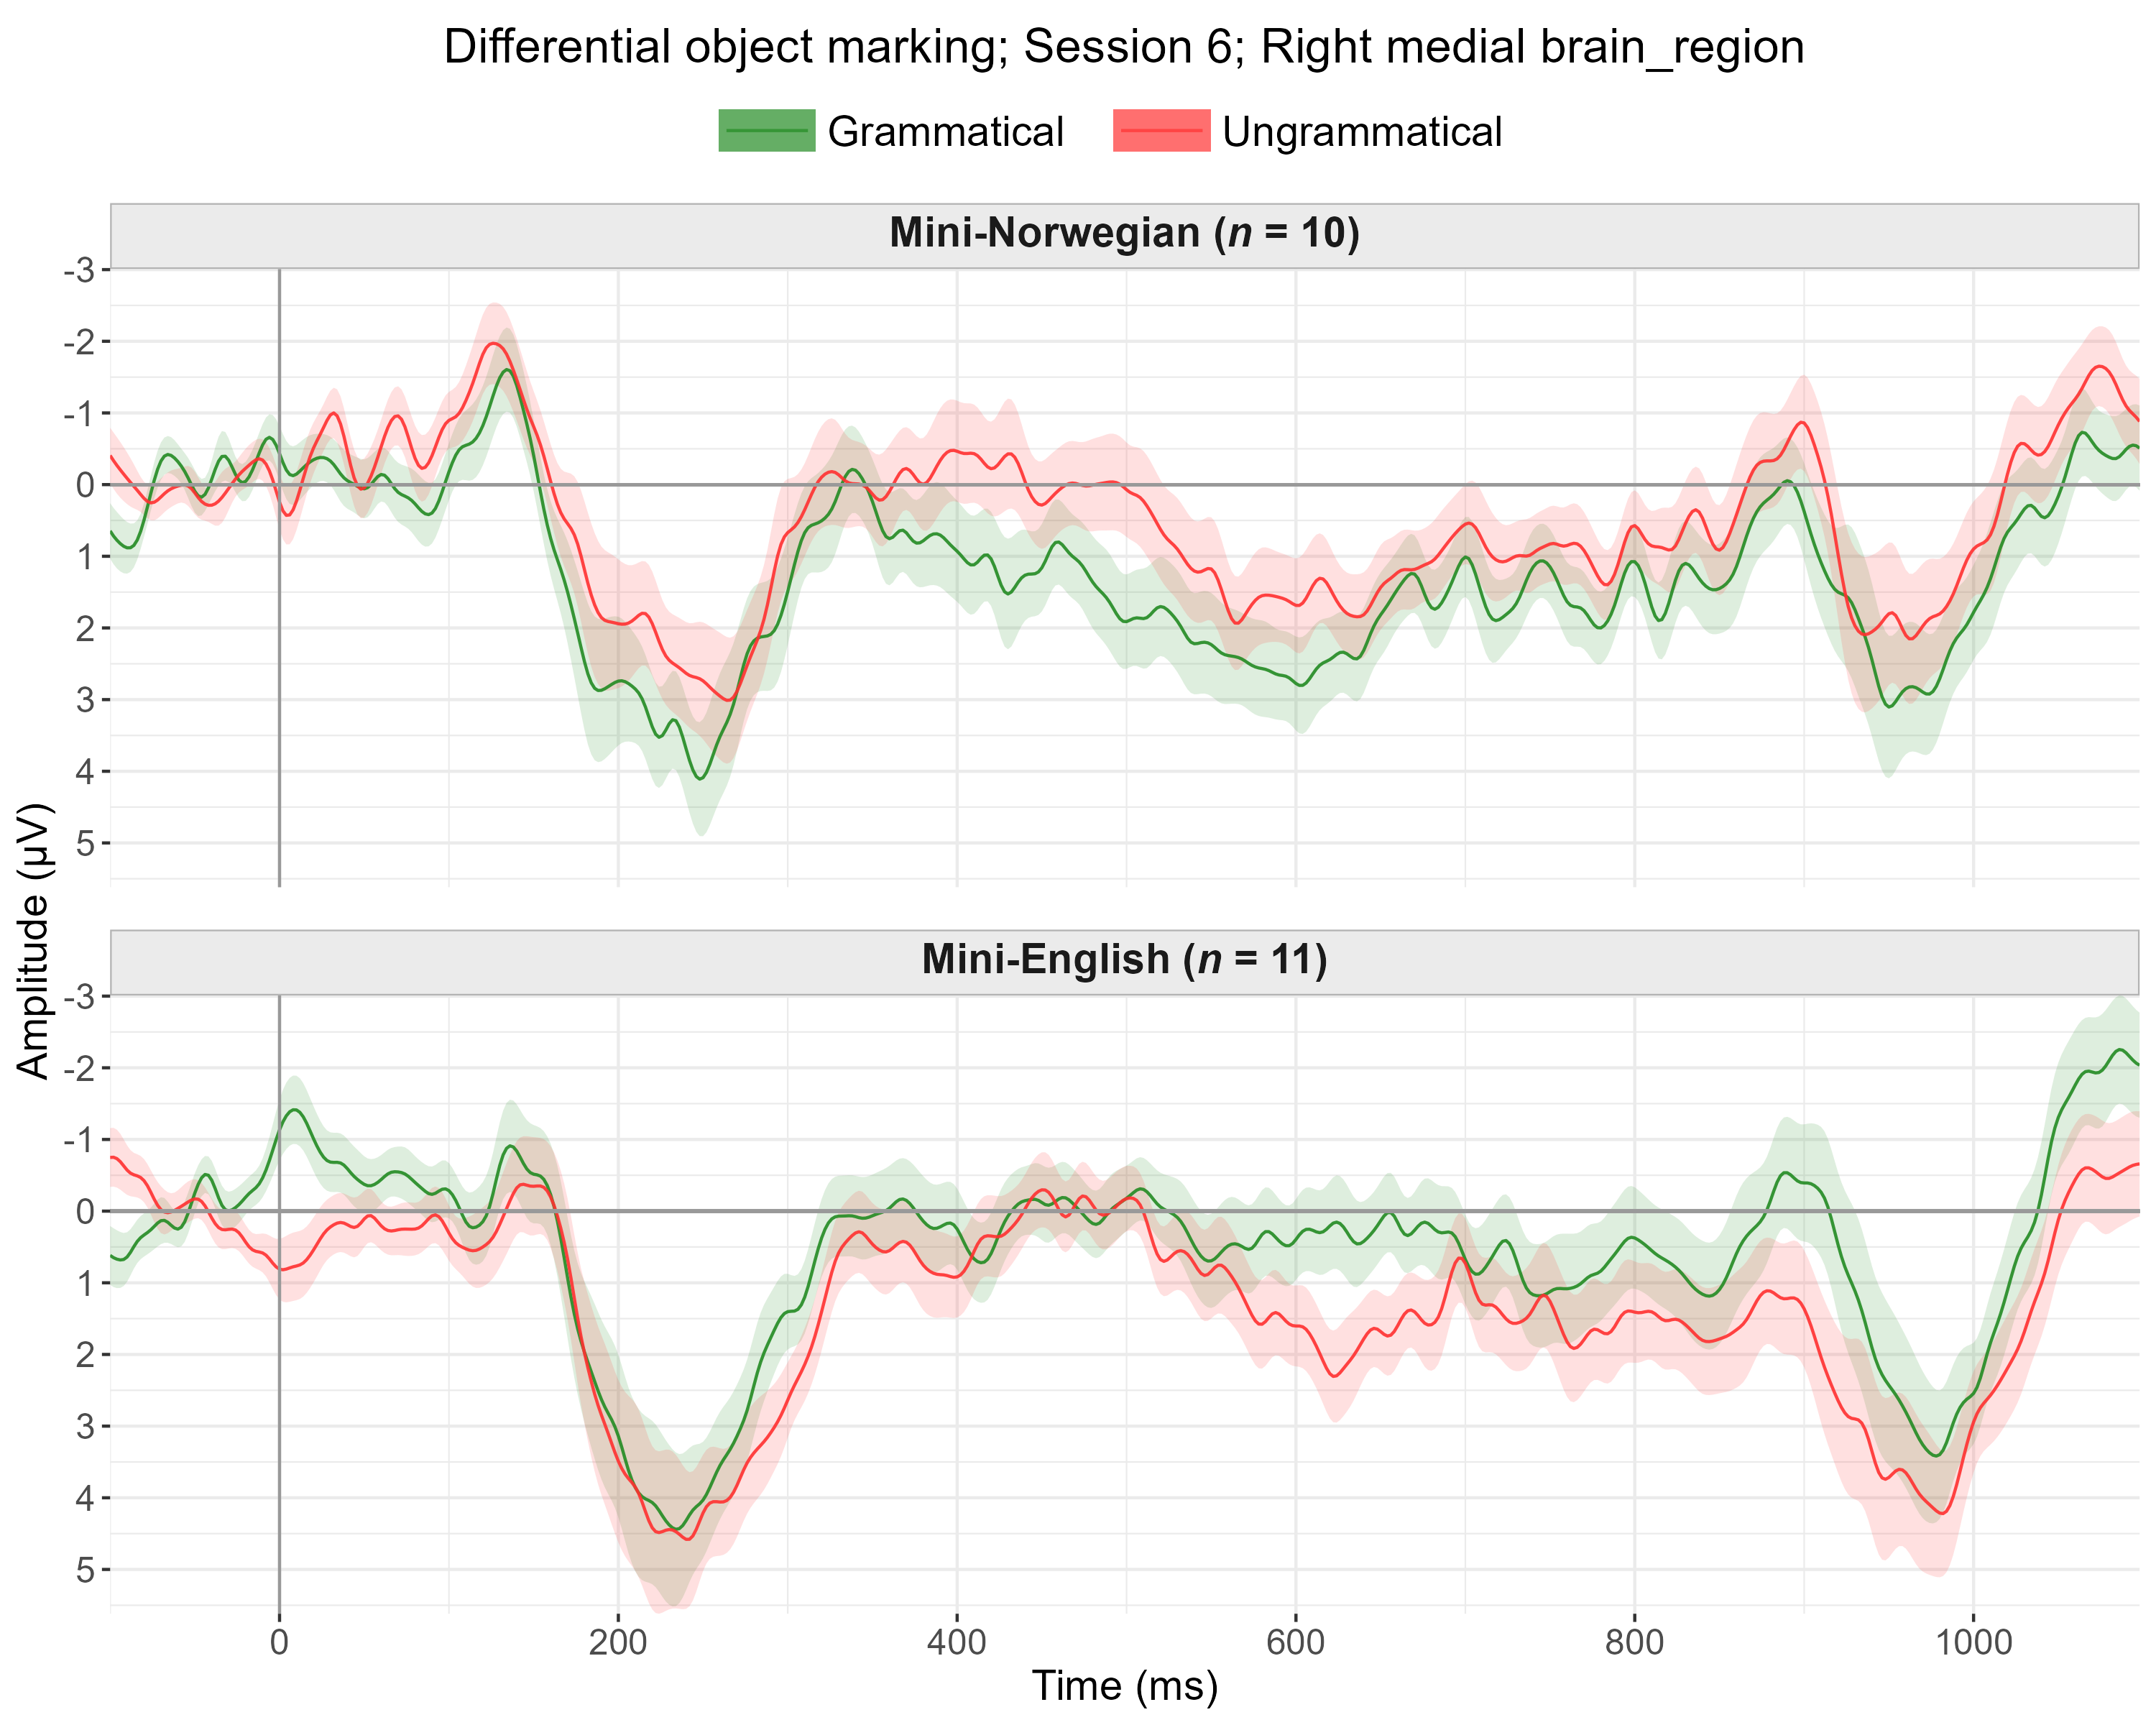 Differential object marking; Session 6; Right medial brain_region
Grammatical Ungrammatical
Mini-Norwegian (n = 10)
-3
-2
-1
0
1
2
3
4
5
Mini-English (n = 11)
-3
-2
-1
0
1
2
3
4
5
0 200 400 600 800 1000
Time (ms)
Amplitude (µV)